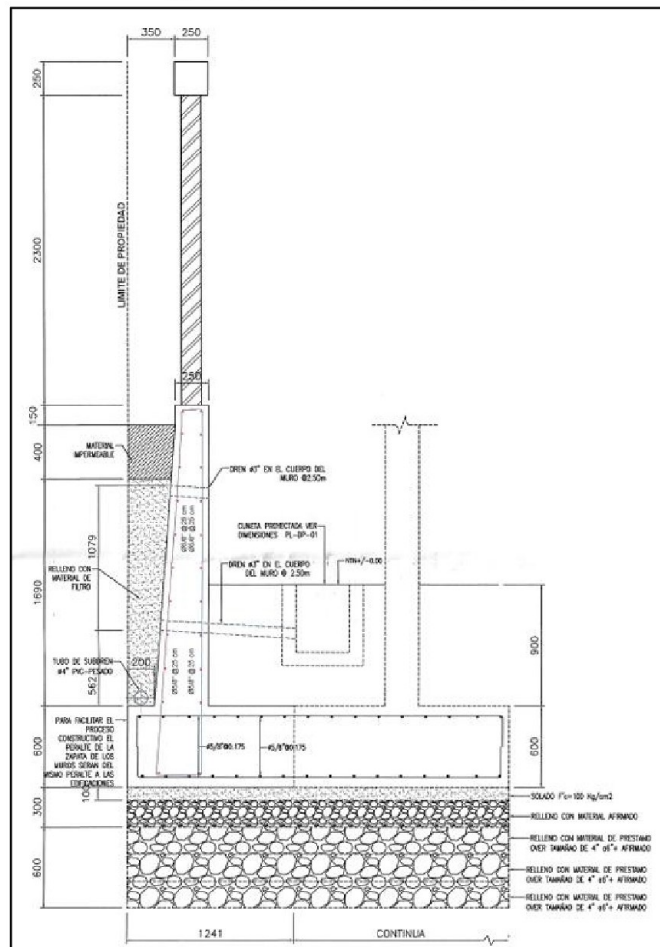 350
250
250
2300
LIMITE DE PROPIEDAD
250
150
400
MATERIAL
IMPERMEABLE
DREN ø3" EN EL CUERPO DEL
MURO @2.50m
1079
1690
CUNETA PROYECTADA VER
DIMENSIONES PL-DP-01
RELLENO CON
MATERIAL DE
FILTRO
DREN ø3" EN EL CUERPO
DEL MURO @ 2.50m
NTN+/-0.00
TUBO DE SUBDREN
ø4" PVC-PESADO
200
562
900
PARA FACILITAR EL
PROCESO
CONSTRUCTIVO EL
PERALTE DE LA
ZAPATA DE LOS
MUROS SERAN DEL
MISMO PERALTE A LAS
EDIFICACIONES
600
ø5/8"@0.175
ø5/8"@0.175
600
SOLADO f'c=100 Kg/cm2
300
RELLENO CON MATERIAL AFIRMADO
600
RELLENO CON MATERIAL DE PRESTAMO
OVER TAMAÑAO DE 4" ø6"+ AFIRMADO
RELLENO CON MATERIAL DE PRESTAMO
OVER TAMAÑAO DE 4" ø6"+ AFIRMADO
RELLENO CON MATERIAL DE PRESTAMO
OVER TAMAÑAO DE 4" ø6"+ AFIRMADO
1241
CONTINUA